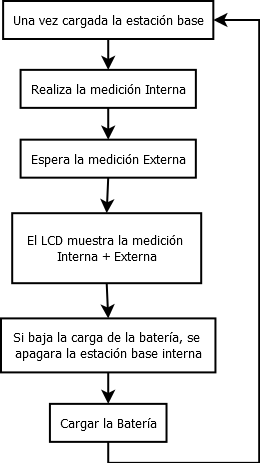 Una vez cargada la estación base
Realiza la medición Interna
Espera la medición Externa
El LCD muestra la medición
Interna + Externa
Si baja la carga de la batería, se
apagara la estación base interna
Cargar la Batería